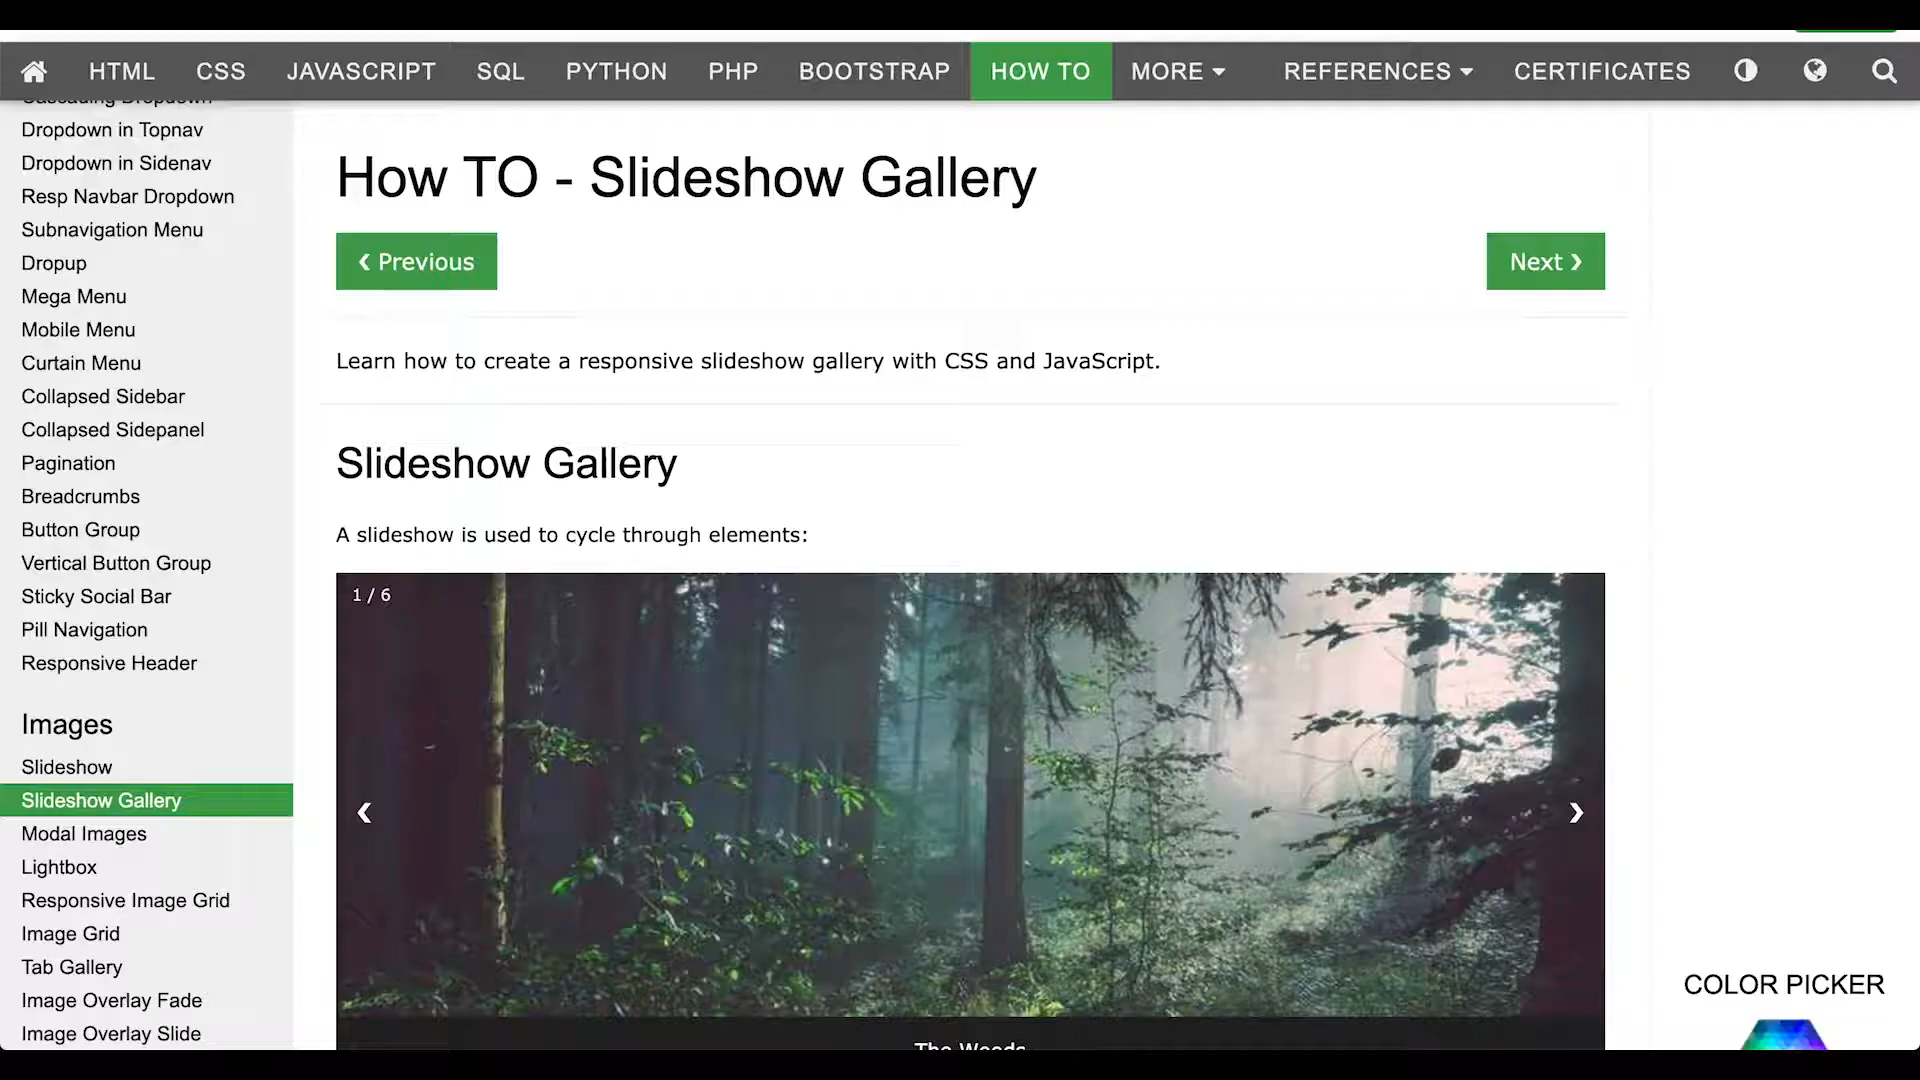 HTML CSS JAVASCRIPT SQL PYTHON PHP BOOTSTRAP HOW TO MORE REFERENCES CERTIFICATES
Cascading Dropdown
Dropdown in Topnav
Dropdown in Sidenav
Resp Navbar Dropdown
Subnavigation Menu
Dropup
Mega Menu
Mobile Menu
Curtain Menu
Collapsed Sidebar
Collapsed Sidepanel
Pagination
Breadcrumbs
Button Group
Vertical Button Group
Sticky Social Bar
Pill Navigation
Responsive Header
Images
Slideshow
Slideshow Gallery
Modal Images
Lightbox
Responsive Image Grid
Image Grid
Tab Gallery
Image Overlay Fade
Image Overlay Slide
How TO - Slideshow Gallery
❮ Previous
Next ❯
Learn how to create a responsive slideshow gallery with CSS and JavaScript.
Slideshow Gallery
A slideshow is used to cycle through elements:
1 / 6
❮
❯
The Woods
COLOR PICKER